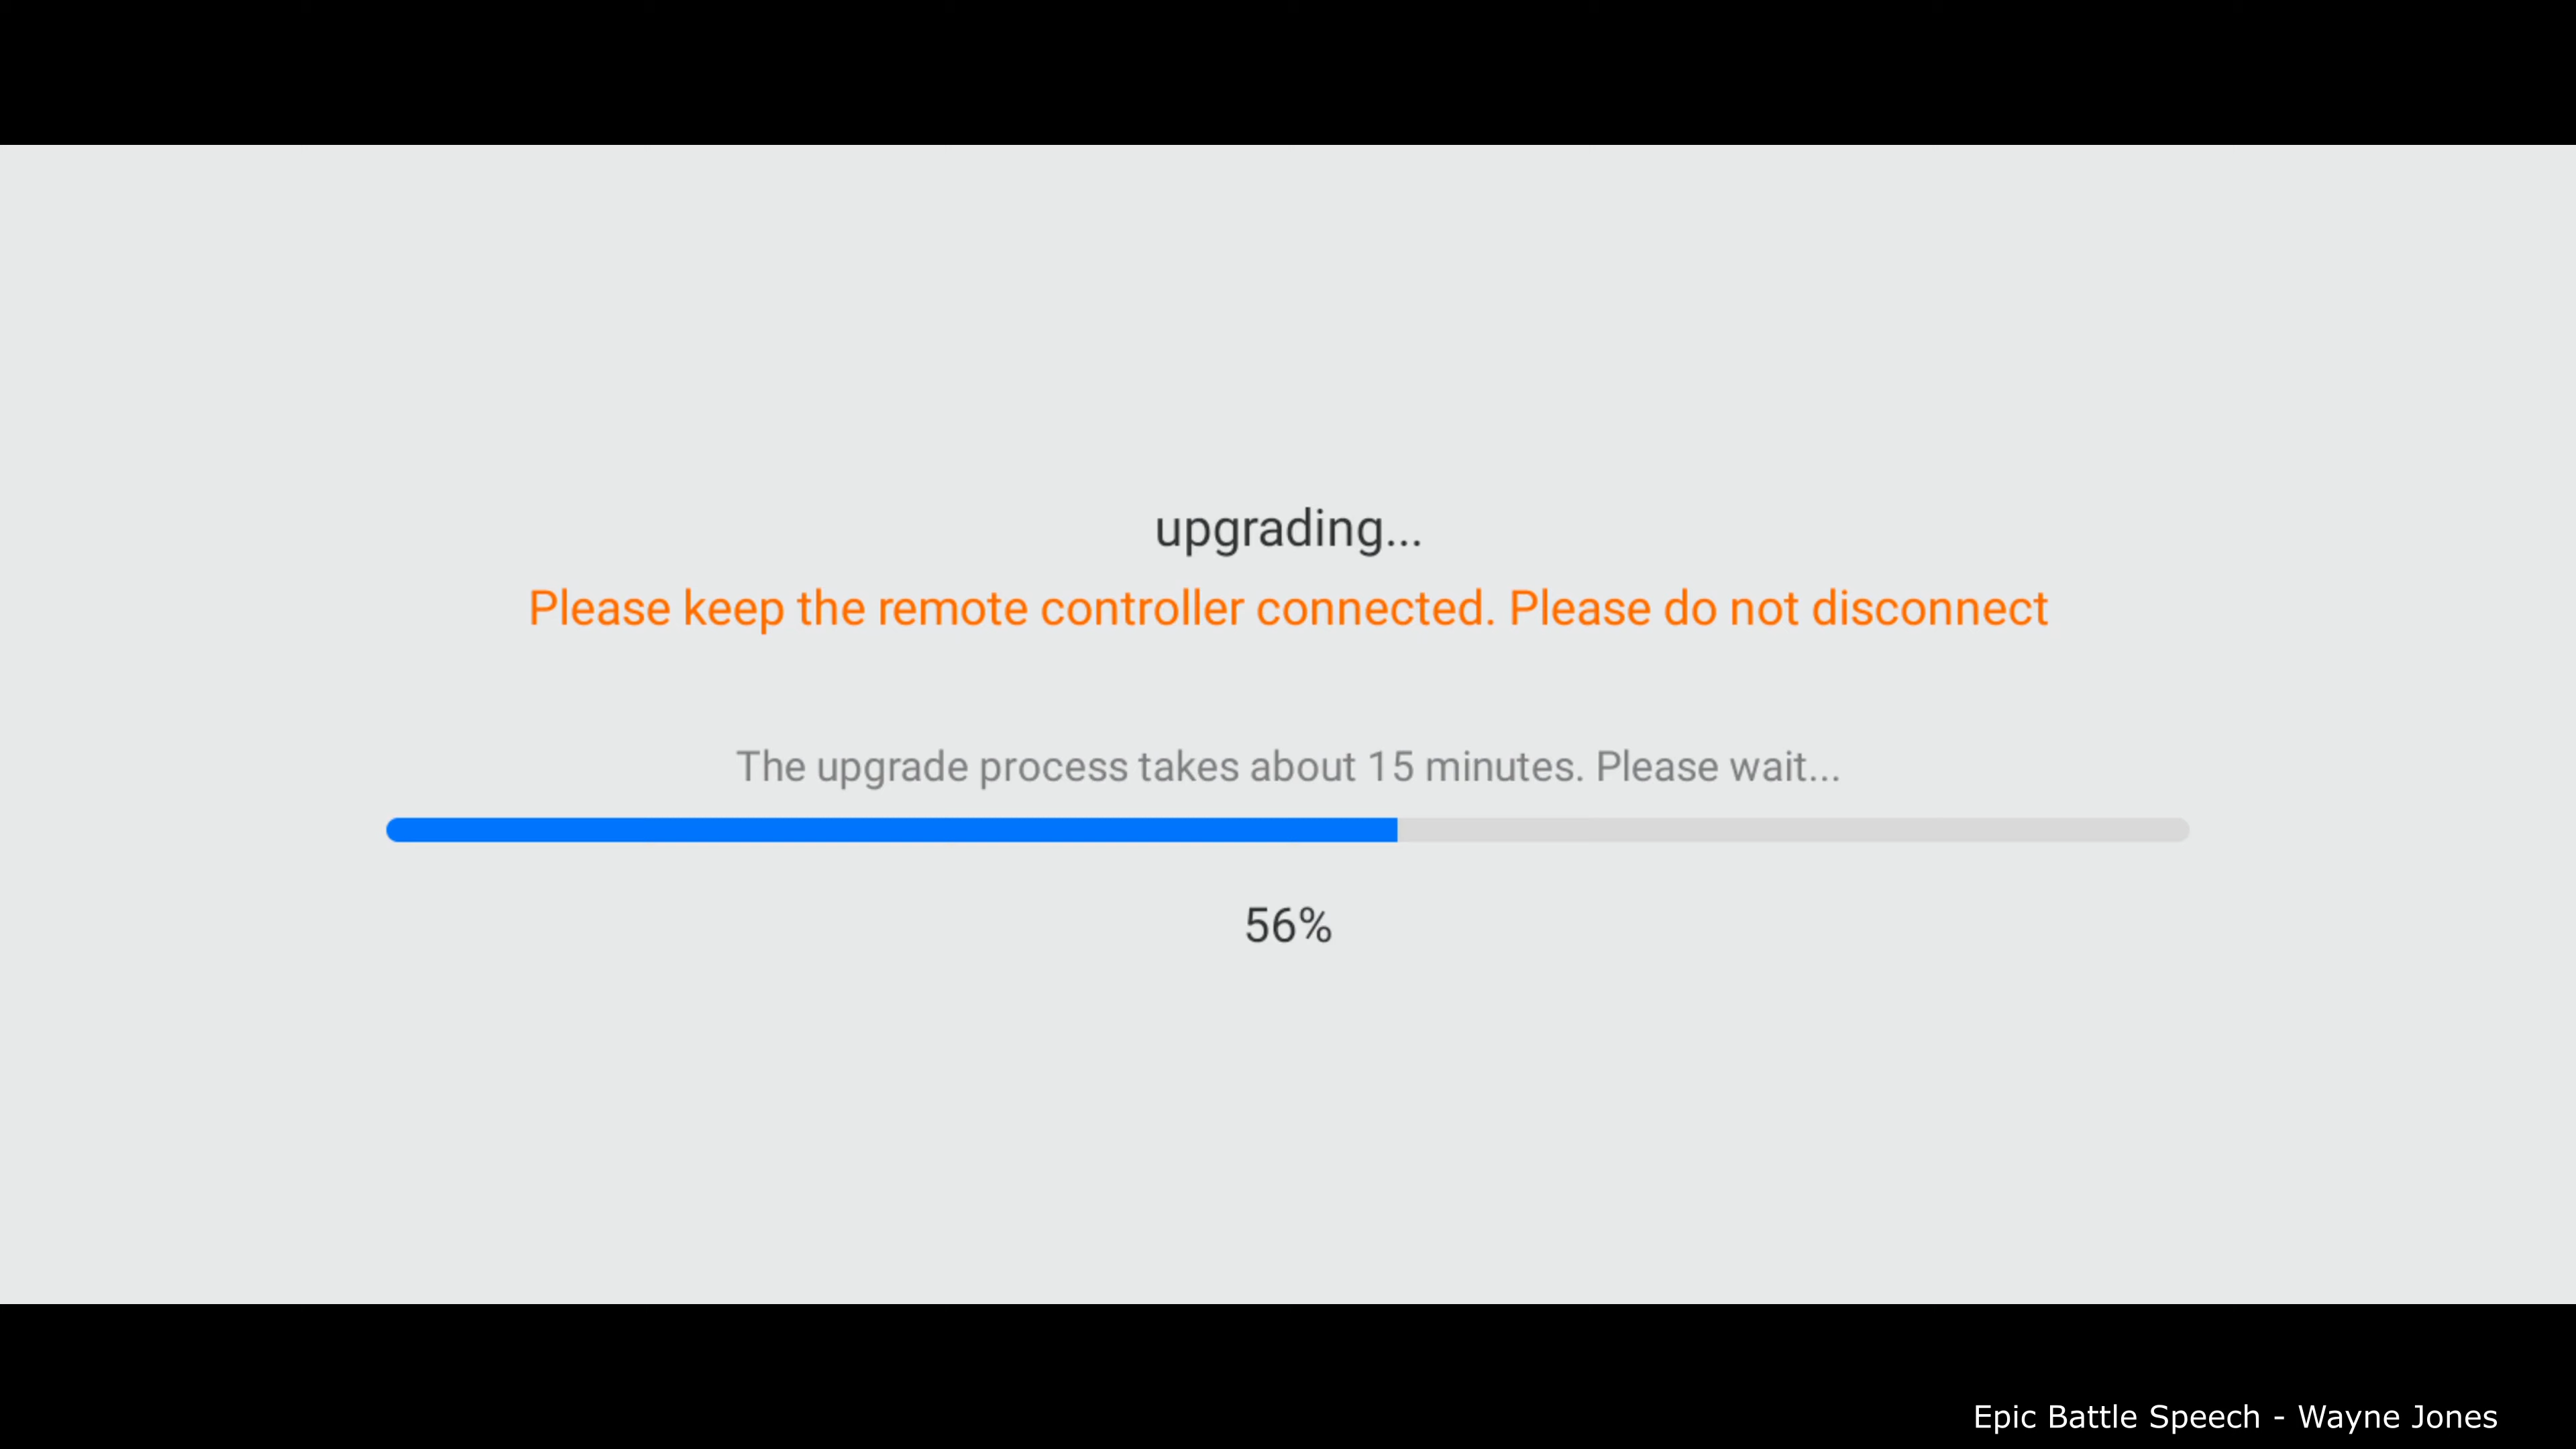 upgrading...
Please keep the remote controller connected. Please do not disconnect
The upgrade process takes about 15 minutes. Please wait...
56%
Epic Battle Speech - Wayne Jones